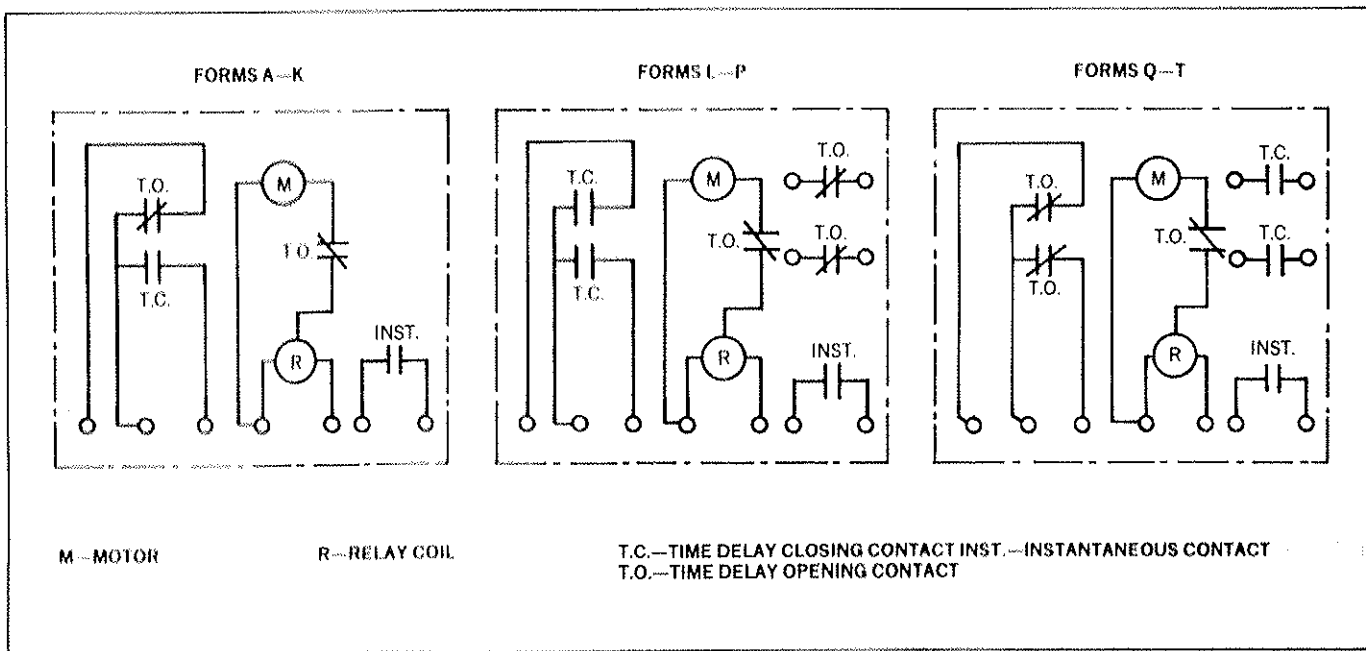 FORMS A—K
FORMS L—P
FORMS Q—T
T.O.
T.C.
M
T.O.
R
INST.
T.C.
T.C.
M
T.O.
R
T.O.
T.O.
INST.
T.O.
T.O.
M
T.O.
R
T.C.
T.C.
INST.
M—MOTOR
R—RELAY COIL
T.C.—TIME DELAY CLOSING CONTACT INST.—INSTANTANEOUS CONTACT
T.O.—TIME DELAY OPENING CONTACT